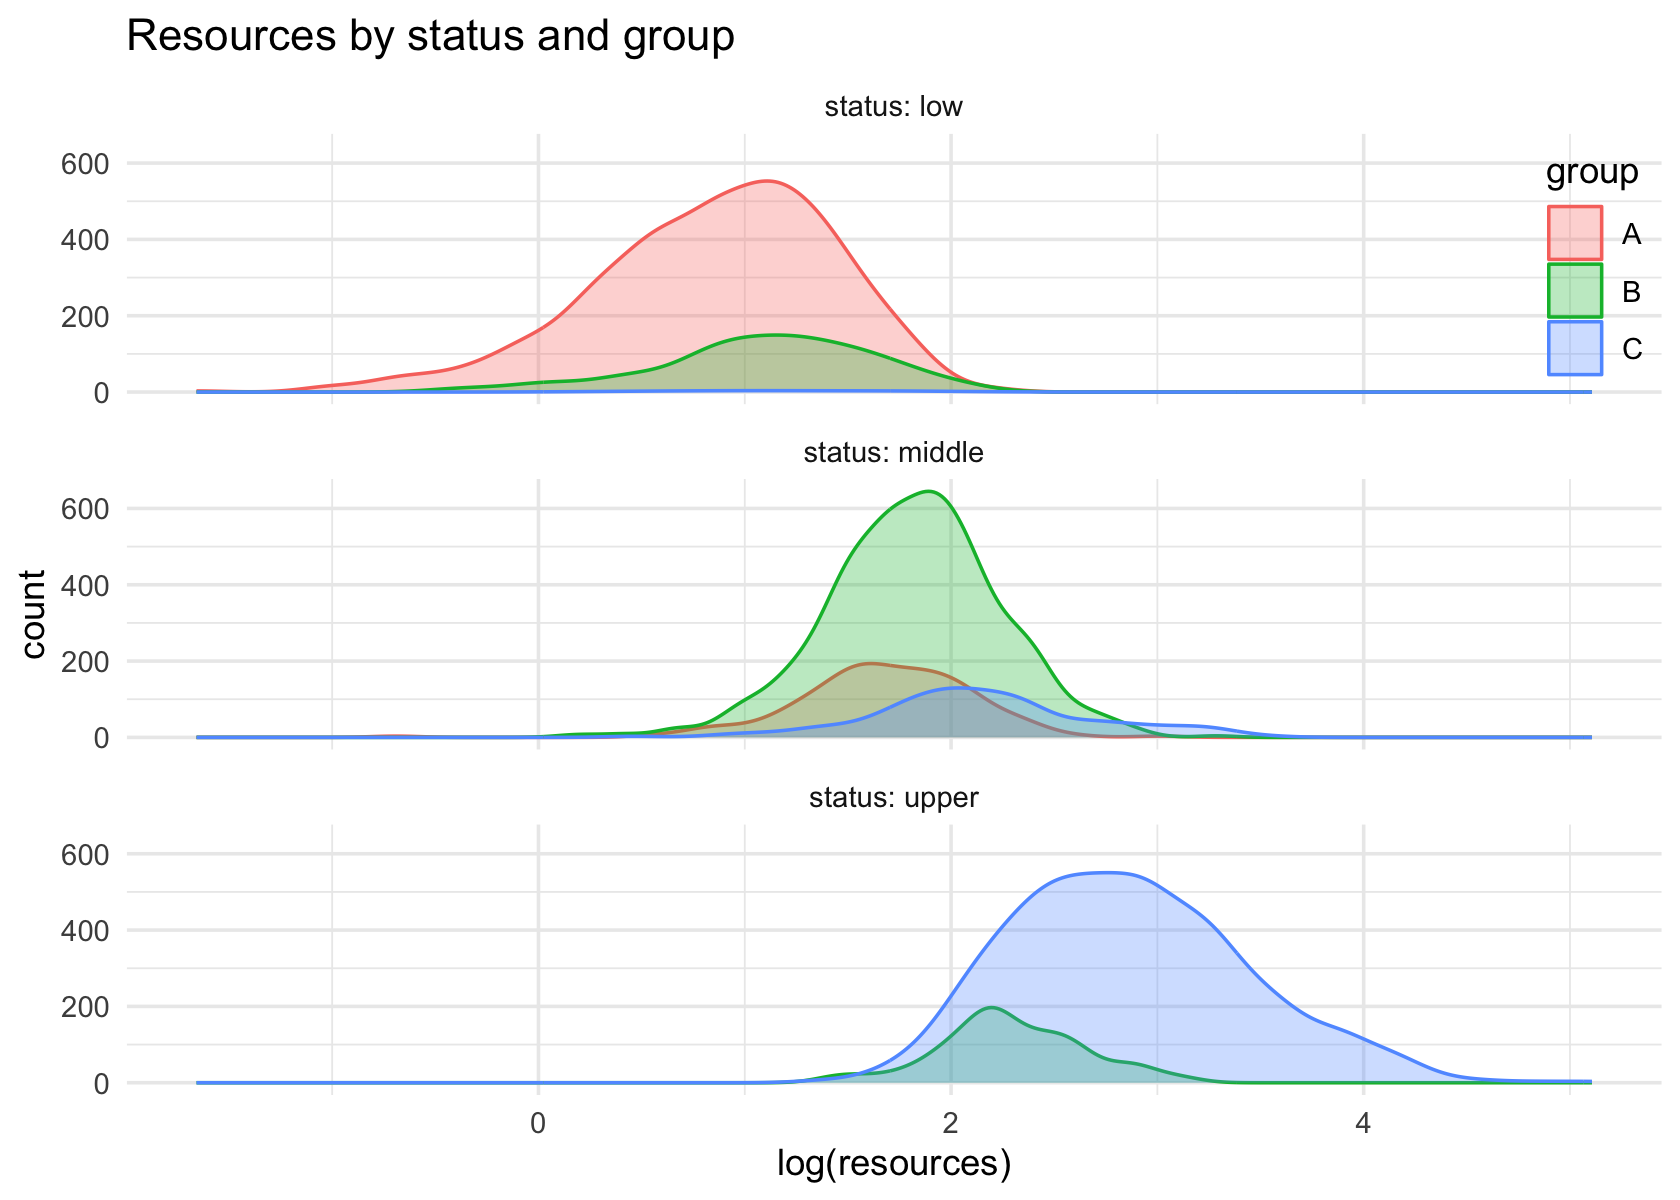 Resources by status and group
status: low
600
400
200
0
group
A
B
C
status: middle
600
400
200
0
count
status: upper
600
400
200
0
0 2 4
log(resources)